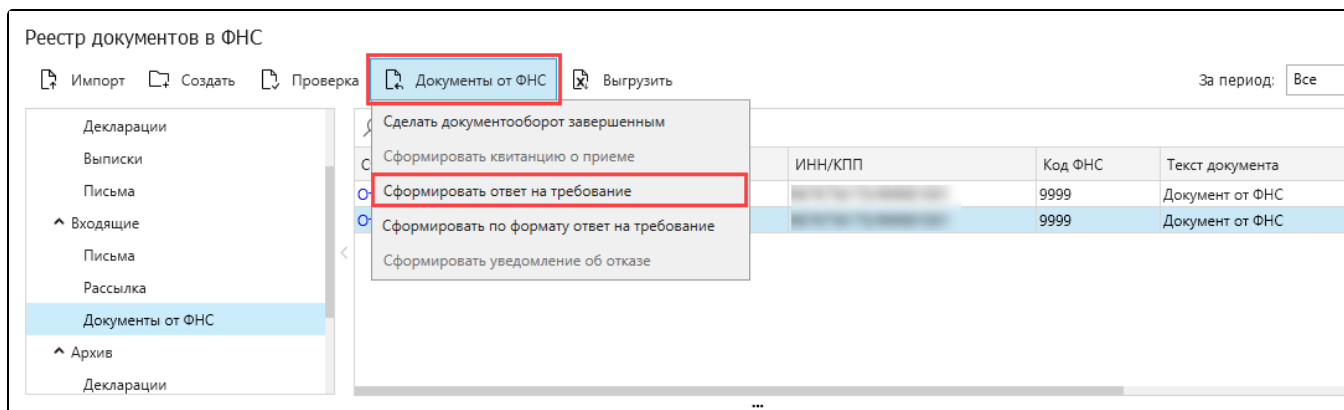 Реестр документов в ФНС
Импорт Создать Проверка Документы от ФНС Выгрузить За период: Все
Декларации
Выписки
Письма
Входящие
Письма
Рассылка
Документы от ФНС
Архив
Декларации
Сделать документооборот завершенным
Сформировать квитанцию о приеме
Сформировать ответ на требование
Сформировать по формату ответ на требование
Сформировать уведомление об отказе
ИНН/КПП Код ФНС Текст документа
9999 Документ от ФНС
9999 Документ от ФНС
...